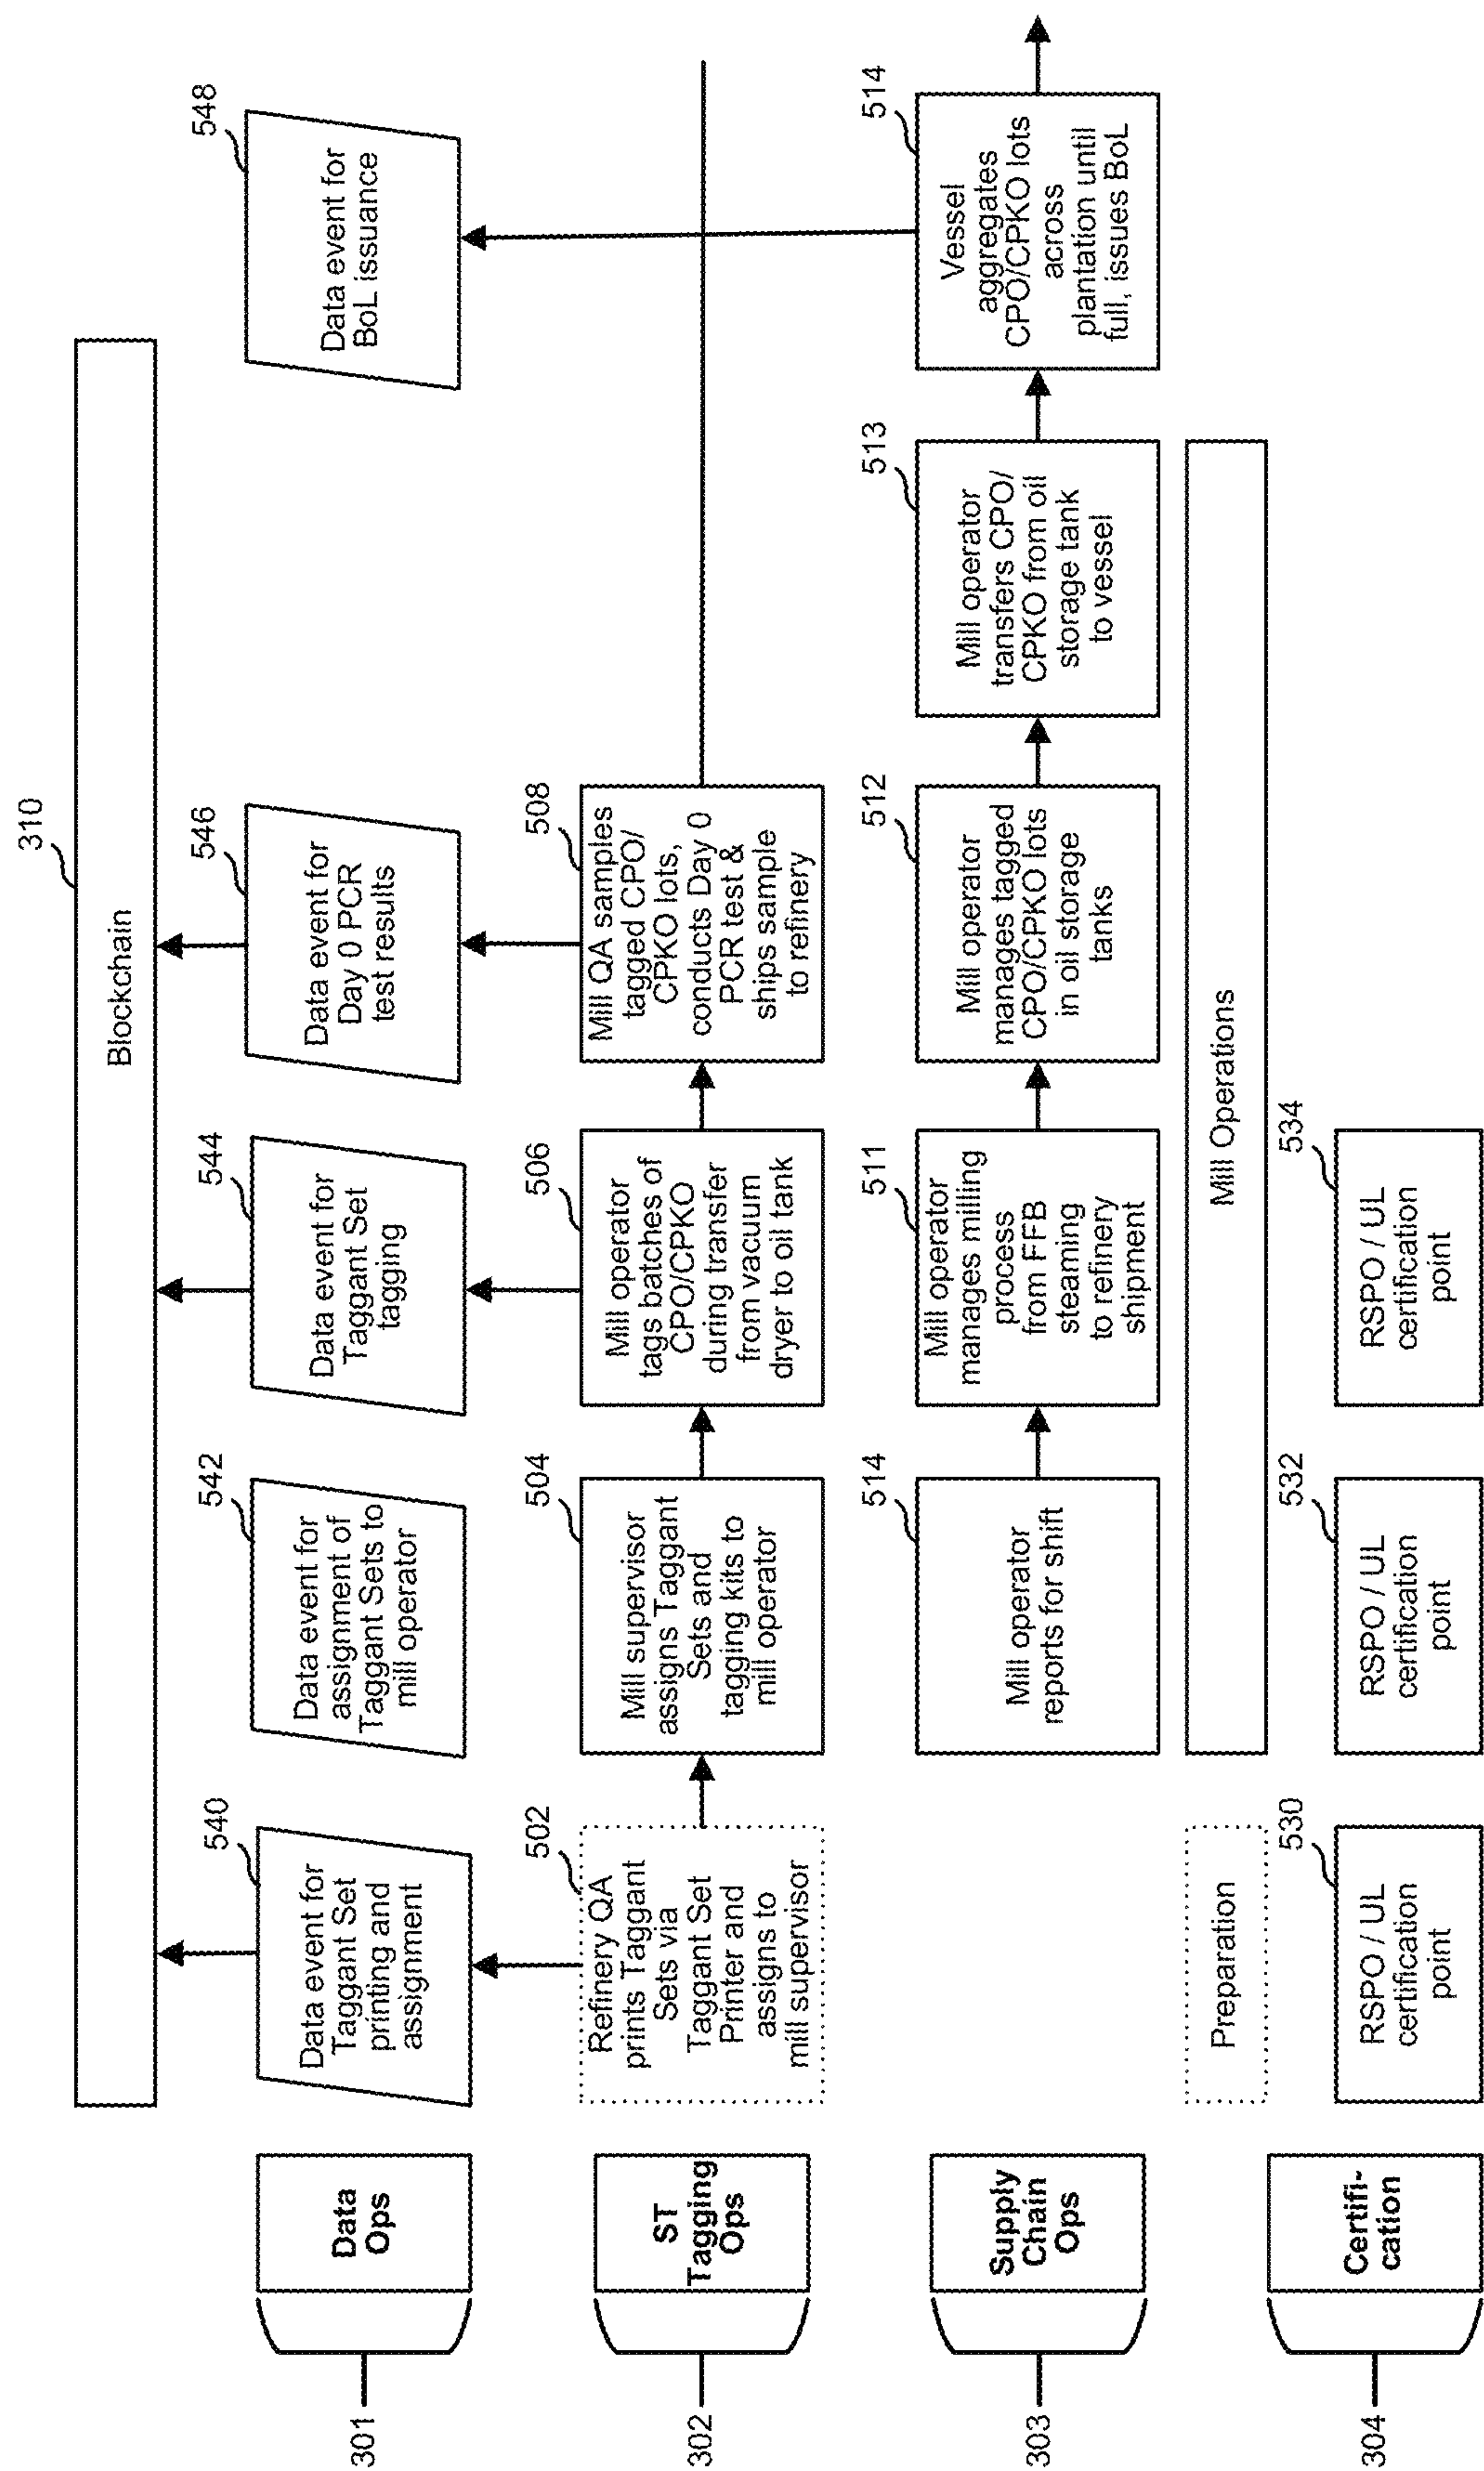 310
Blockchain
301
Data
Ops
540
Data event for
Taggant Set
printing and
assignment
542
Data event for
assignment of
Taggant Sets to
mill operator
544
Data event for
Taggant Set
tagging
546
Data event for
Day 0 PCR
test results
548
Data event for
BoL issuance
302
ST
Tagging
Ops
502
Refinery QA
prints Taggant
Sets via
Taggant Set
Printer and
assigns to
mill supervisor
504
Mill supervisor
assigns Taggant
Sets and
tagging kits to
mill operator
506
Mill operator
tags batches of
CPO/CPKO
during transfer
from vacuum
dryer to oil tank
508
Mill QA samples
tagged CPO/
CPKO lots,
conducts Day 0
PCR test &
ships sample
to refinery
303
Supply
Chain
Ops
514
Mill operator
reports for shift
511
Mill operator
manages milling
process
from FFB
steaming
to refinery
shipment
512
Mill operator
manages tagged
CPO/CPKO lots
in oil storage
tanks
513
Mill operator
transfers CPO/
CPKO from oil
storage tank
to vessel
514
Vessel
aggregates
CPO/CPKO lots
across
plantation until
full, issues BoL
Preparation
Mill Operations
304
Certifi-
cation
530
RSPO / UL
certification
point
532
RSPO / UL
certification
point
534
RSPO / UL
certification
point